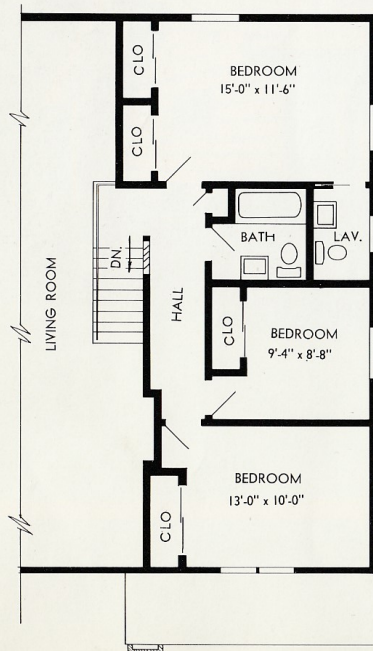 CLO
BEDROOM
15'-0" x 11'-6"
CLO
BATH
LAV.
DN.
LIVING ROOM
HALL
CLO
BEDROOM
9'-4" x 8'-8"
BEDROOM
13'-0" x 10'-0"
CLO